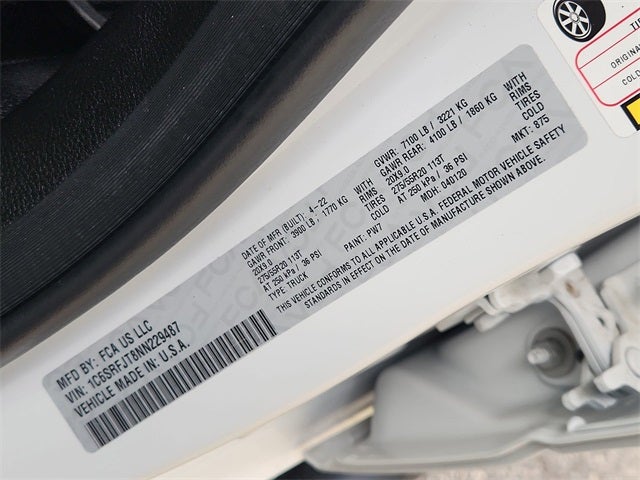 MFD BY: FCA US LLC
VIN: 1C6SRFJT8NN229487
VEHICLE MADE IN U.S.A.
DATE OF MFR (BUILT): 4-22
GVWR: 7100 LB / 3221 KG
GAWR FRONT: 3900 LB / 1770 KG WITH
20X9.0 RIMS
275/55R20 113T TIRES
AT 250 kPa / 36 PSI COLD
GAWR REAR: 4100 LB / 1860 KG WITH
20X9.0 RIMS
275/55R20 113T TIRES
AT 250 kPa / 36 PSI COLD
TYPE: TRUCK
PAINT: PW7
MDH: 040120
MKT: 875
THIS VEHICLE CONFORMS TO ALL APPLICABLE U.S.A. FEDERAL MOTOR VEHICLE SAFETY
STANDARDS IN EFFECT ON THE DATE OF MANUFACTURE SHOWN ABOVE.
ORIGINA
COLD